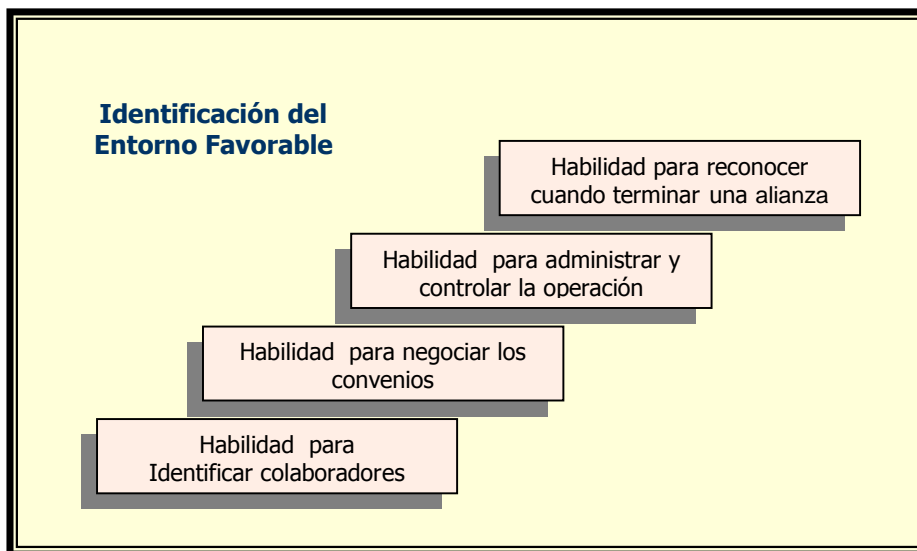 Identificación del
Entorno Favorable
Habilidad para reconocer
cuando terminar una alianza
Habilidad para administrar y
controlar la operación
Habilidad para negociar los
convenios
Habilidad para
Identificar colaboradores